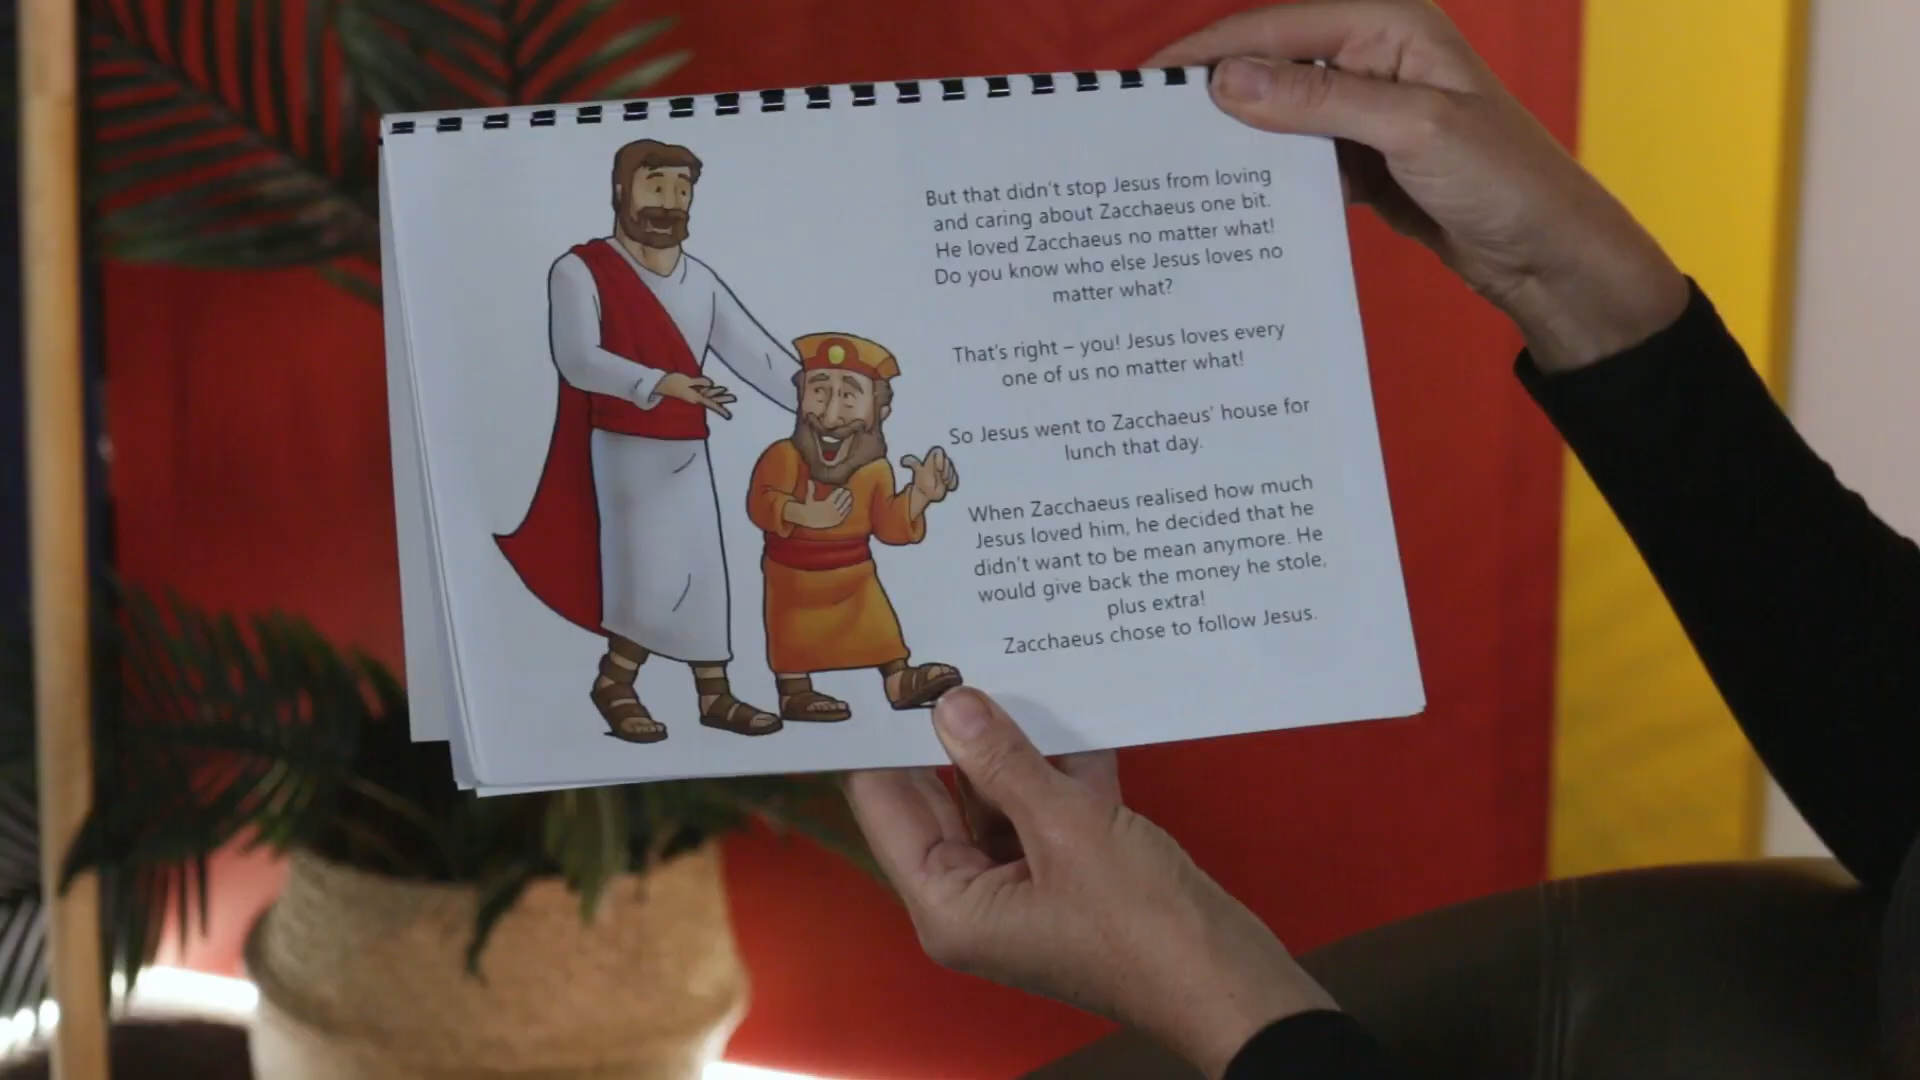 But that didn't stop Jesus from loving
and caring about Zacchaeus one bit.
He loved Zacchaeus no matter what!
Do you know who else Jesus loves no
matter what?
That's right – you! Jesus loves every
one of us no matter what!
So Jesus went to Zacchaeus' house for
lunch that day.
When Zacchaeus realised how much
Jesus loved him, he decided that he
didn't want to be mean anymore. He
would give back the money he stole,
plus extra!
Zacchaeus chose to follow Jesus.